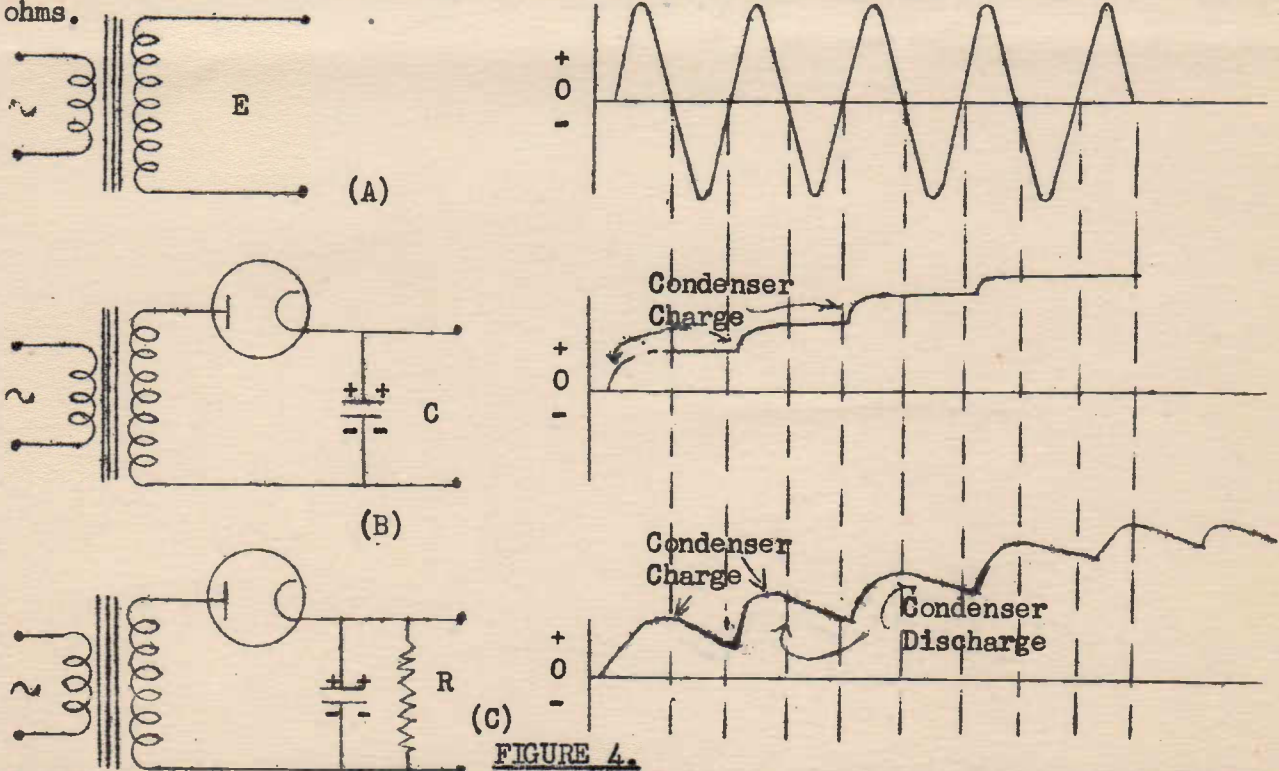 ohms.
E
(A)
+
0
-
+ +
- -
C
(B)
Condenser
Charge
+
0
-
+ +
- -
R
(C)
Condenser
Charge
Condenser
Discharge
+
0
-
FIGURE 4.